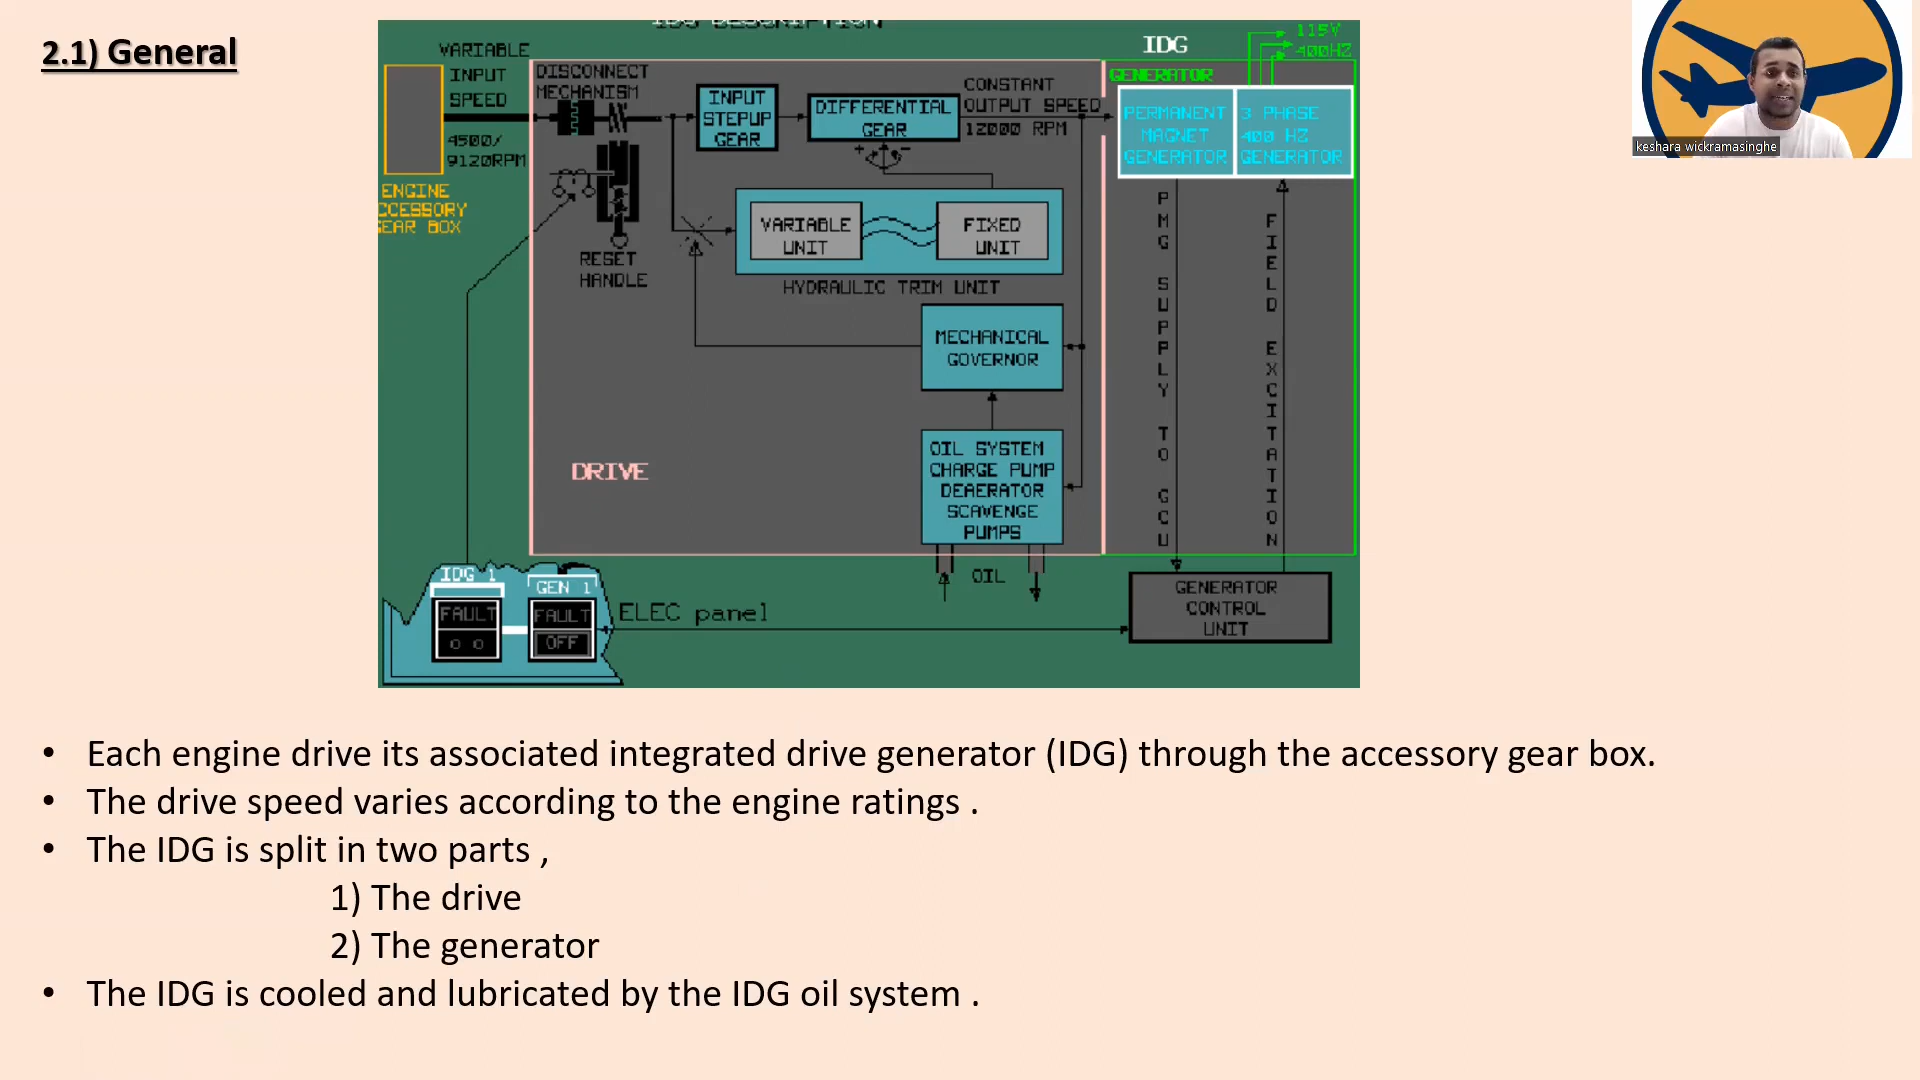 2.1) General
IDG DESCRIPTION
VARIABLE
INPUT
SPEED
4500/
9120RPM
ENGINE
CCESSORY
GEAR BOX
DISCONNECT
MECHANISM
RESET
HANDLE
INPUT
STEPUP
GEAR
DIFFERENTIAL
GEAR
+ -
CONSTANT
OUTPUT SPEED
12000 RPM
IDG
GENERATOR
115V
400HZ
PERMANENT
MAGNET
GENERATOR
3 PHASE
400 HZ
GENERATOR
VARIABLE
UNIT
FIXED
UNIT
HYDRAULIC TRIM UNIT
MECHANICAL
GOVERNOR
OIL SYSTEM
CHARGE PUMP
DEAERATOR
SCAVENGE
PUMPS
DRIVE
PMG SUPPLY TO GCU
FIELD EXCITATION
OIL
GENERATOR
CONTROL
UNIT
IDG 1
FAULT
GEN 1
FAULT
OFF
ELEC panel
keshara wickramasinghe
• Each engine drive its associated integrated drive generator (IDG) through the accessory gear box.
• The drive speed varies according to the engine ratings .
• The IDG is split in two parts ,
1) The drive
2) The generator
• The IDG is cooled and lubricated by the IDG oil system .